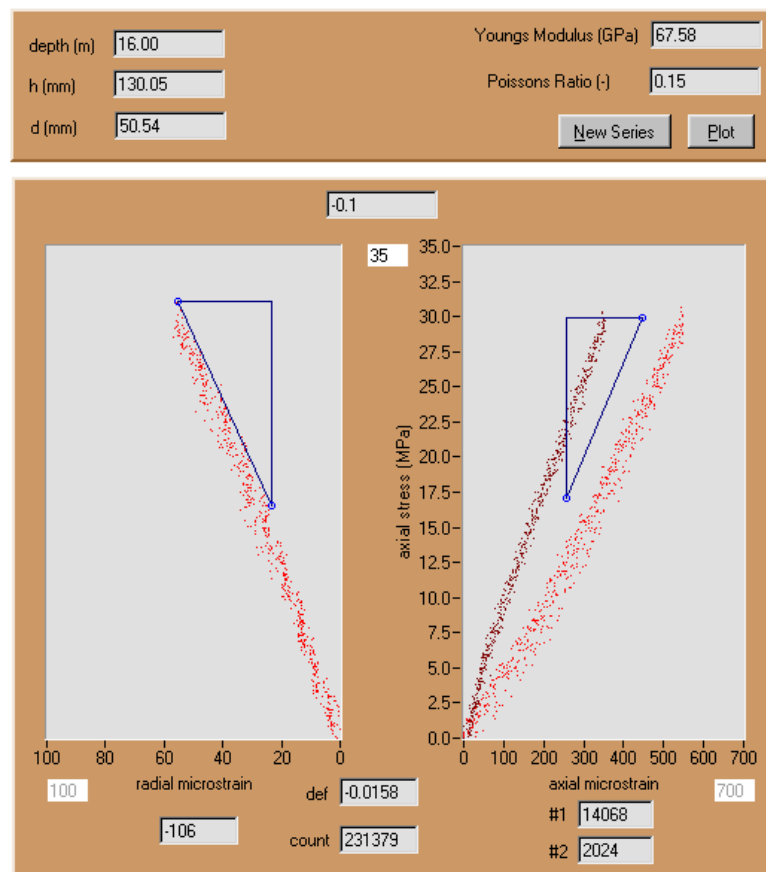 depth (m) 16.00 Youngs Modulus (GPa) 67.58
h (mm) 130.05 Poissons Ratio (-) 0.15
d (mm) 50.54 New Series Plot
-0.1
35 35.0
32.5
30.0
27.5
25.0
22.5
20.0
17.5
15.0
12.5
10.0
7.5
5.0
2.5
0.0
axial stress (MPa)
100 80 60 40 20 0 0 100 200 300 400 500 600 700
100 radial microstrain axial microstrain 700
def -0.0158 #1 14068
-106 count 231379 #2 2024